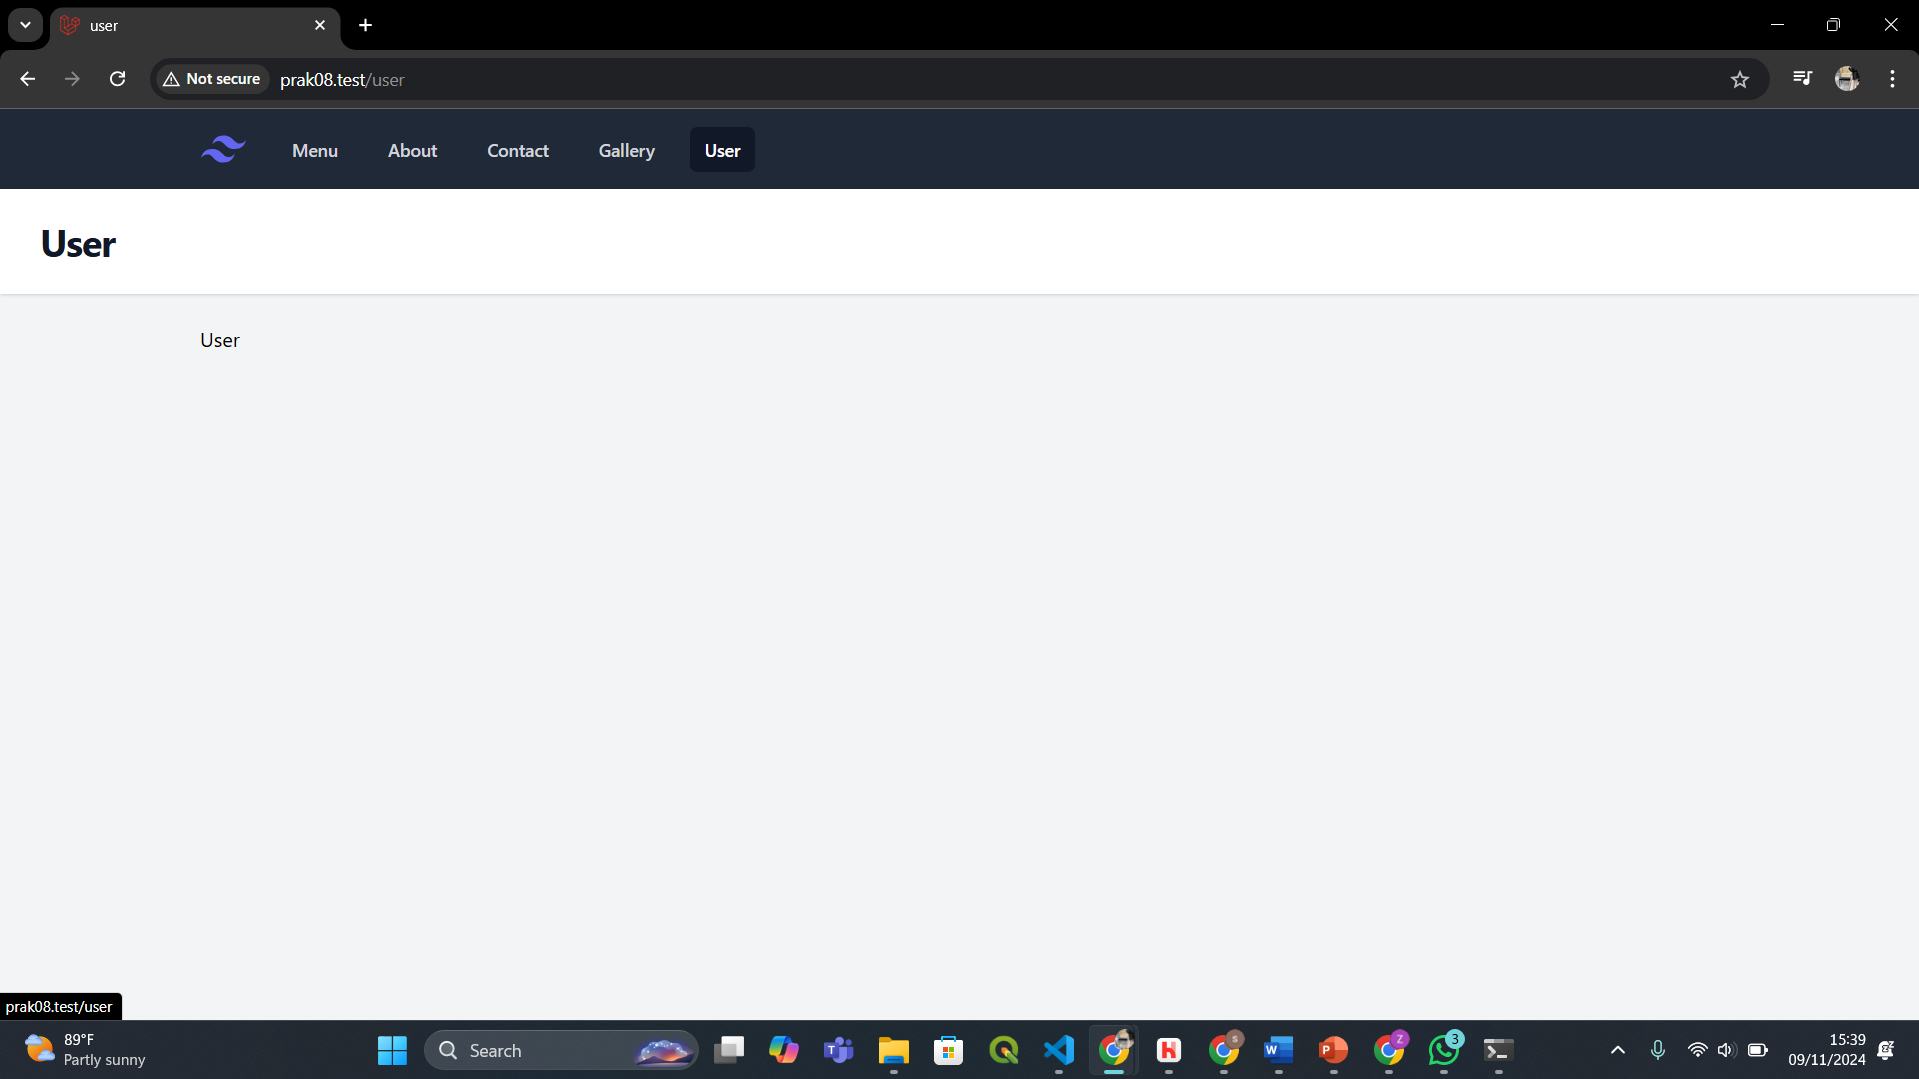 user
Not secure
prak08.test/user
Menu
About
Contact
Gallery
User
User
User
prak08.test/user
89°F
Partly sunny
Search
T
W
P
s
Z
3
15:39
09/11/2024